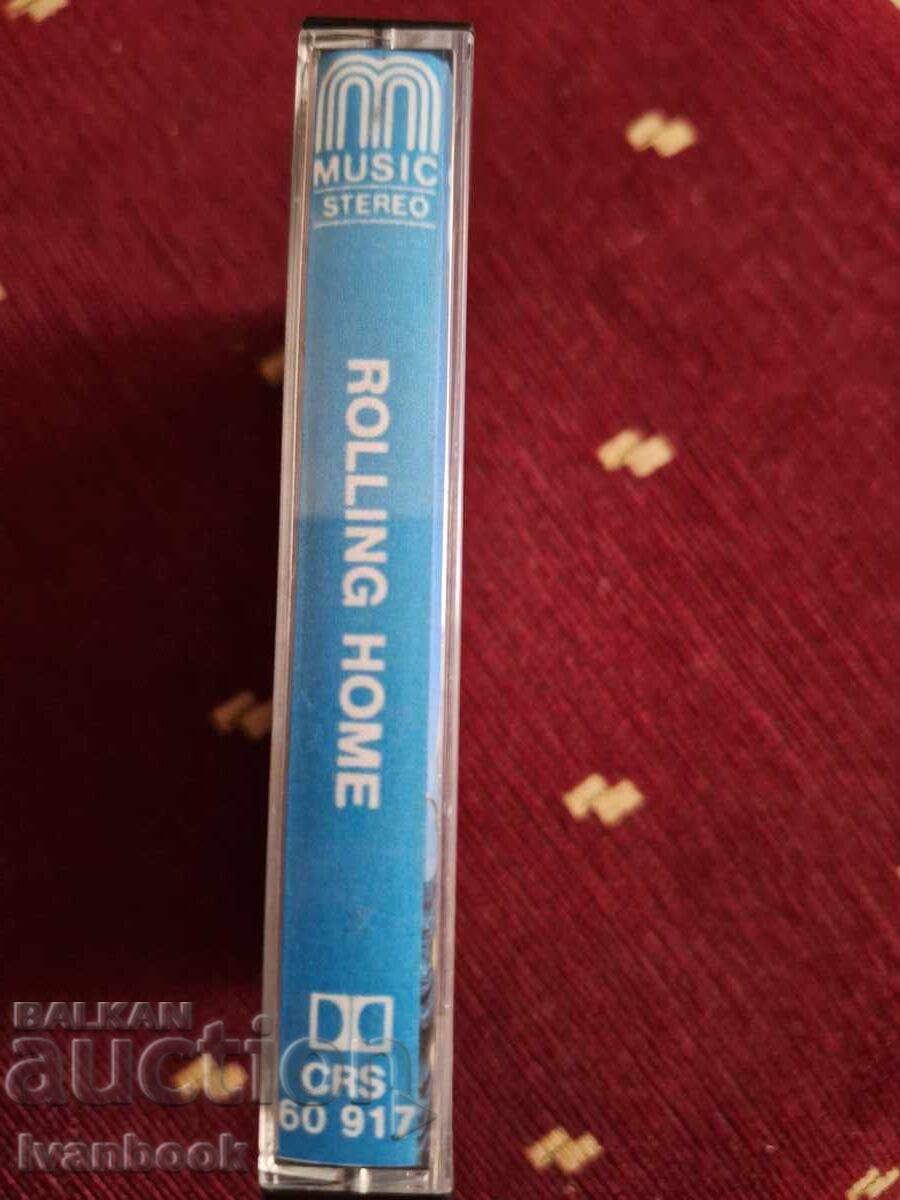 MUSIC
STEREO
ROLLING HOME
CRS
60 917
BALKAN
auction
Ivanbook